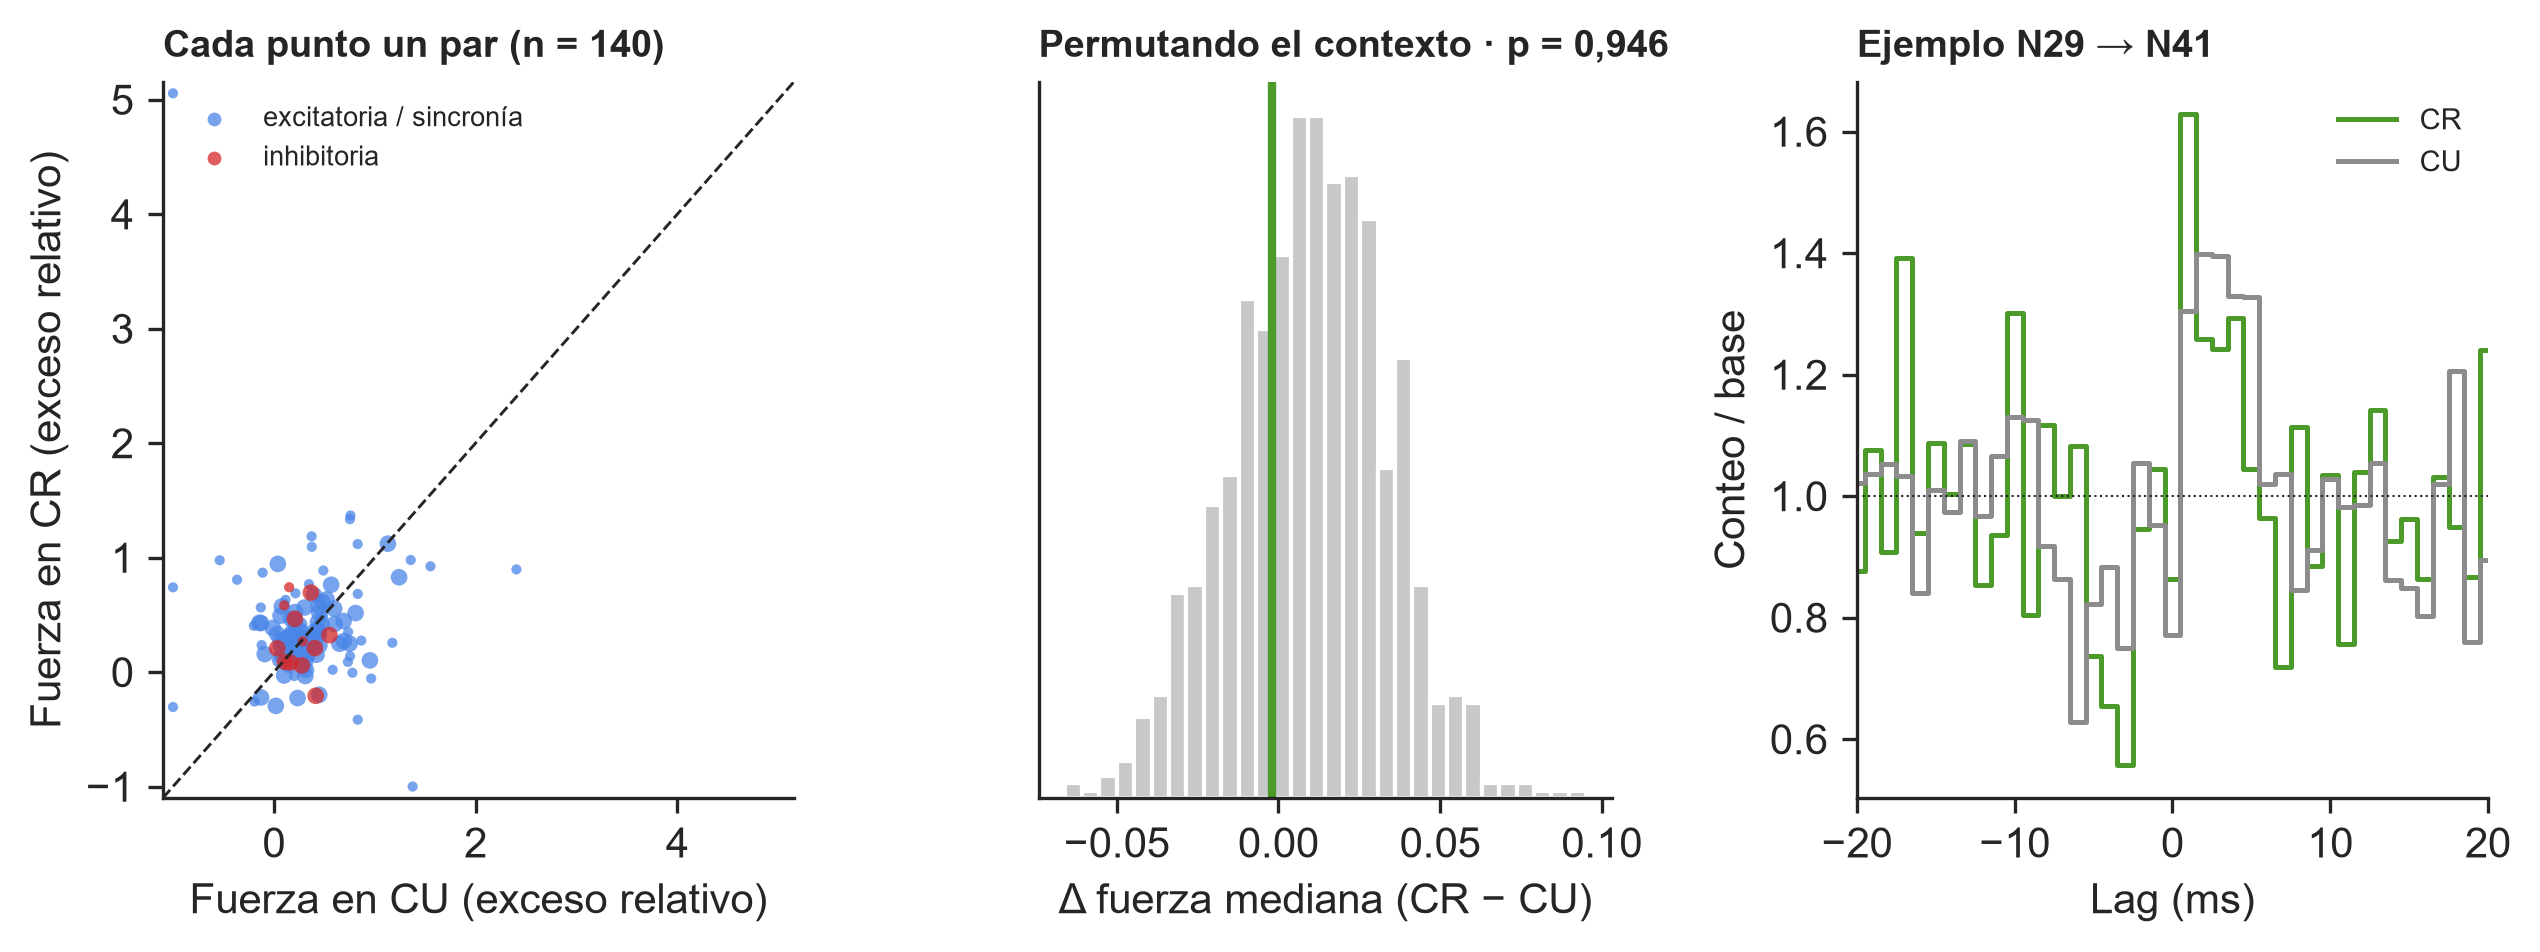 Cada punto un par (n = 140)
5
4
3
2
1
0
−1
Fuerza en CR (exceso relativo)
excitatoria / sincronía
inhibitoria
0
2
4
Fuerza en CU (exceso relativo)
Permutando el contexto · p = 0,946
−0.05
0.00
0.05
0.10
Δ fuerza mediana (CR − CU)
Ejemplo N29 → N41
1.6
1.4
1.2
1.0
0.8
0.6
Conteo / base
CR
CU
−20
−10
0
10
20
Lag (ms)